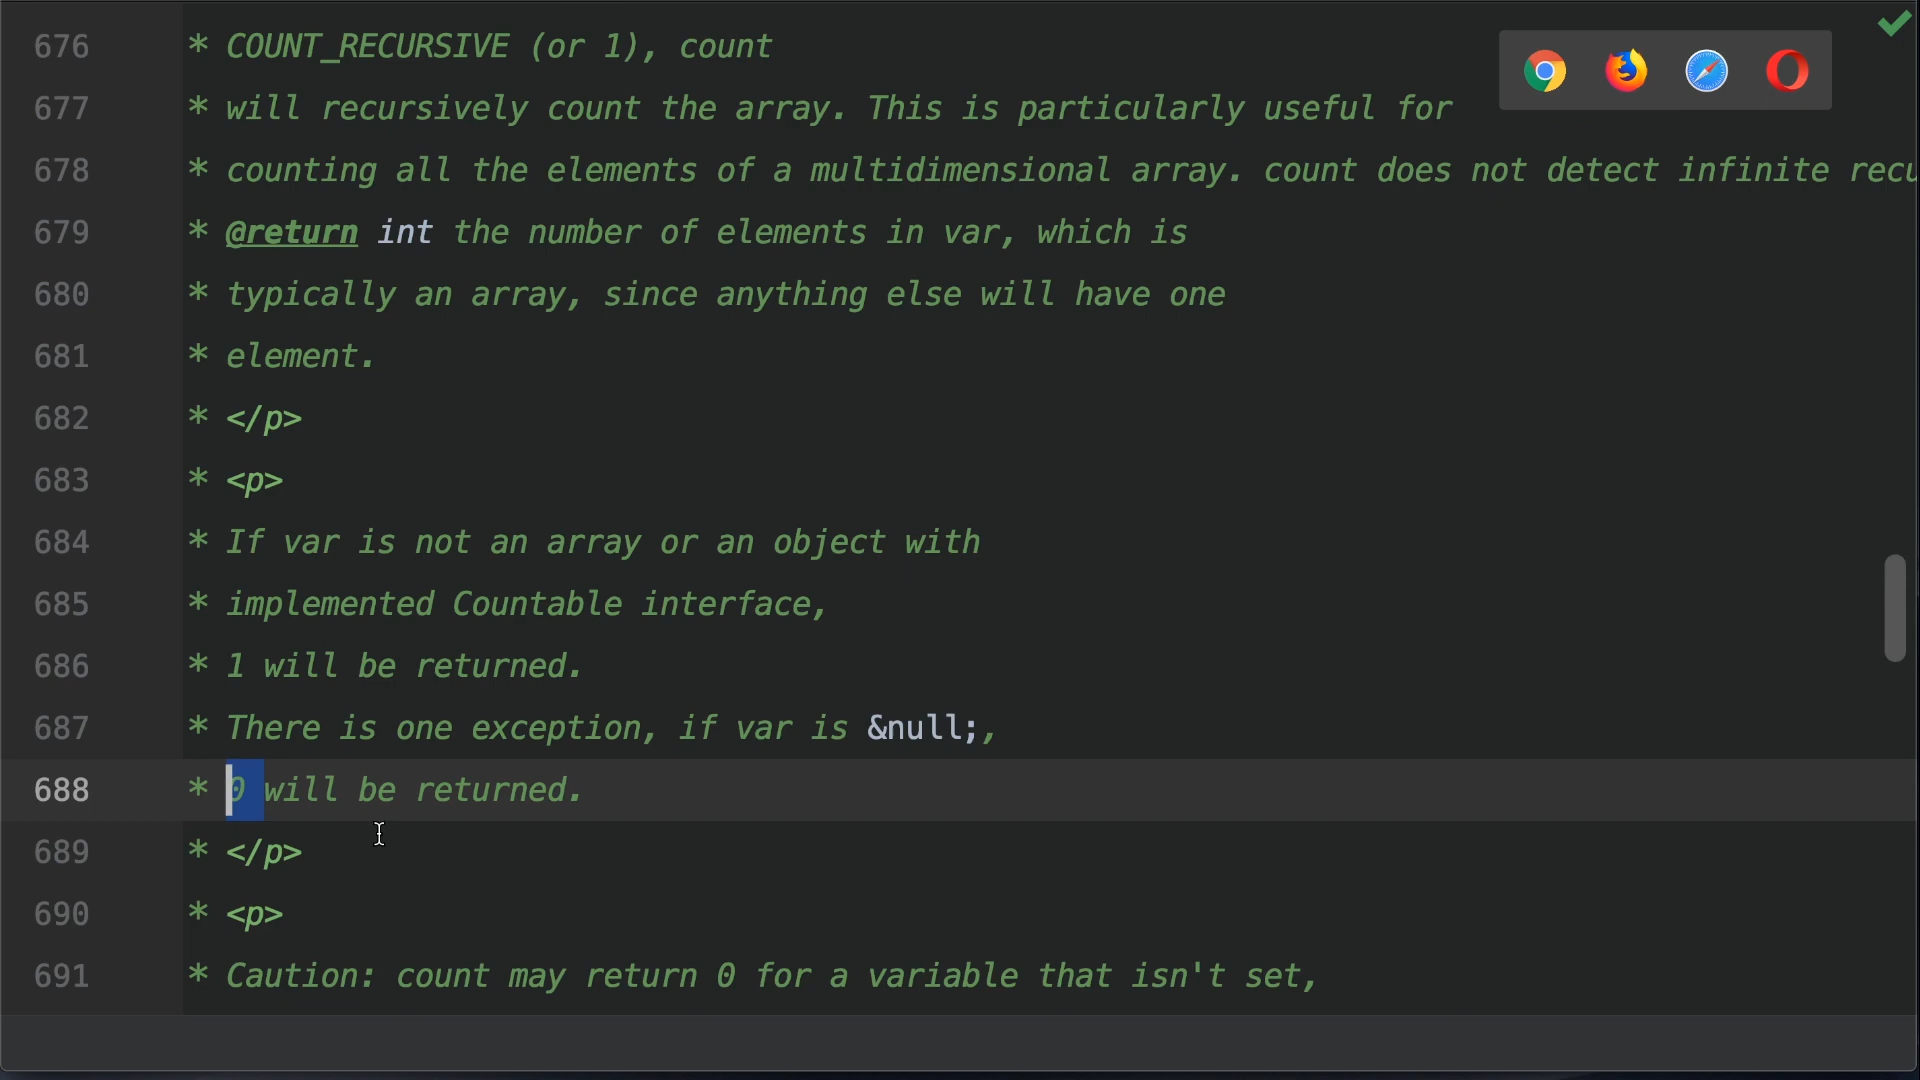 676 * COUNT_RECURSIVE (or 1), count
677 * will recursively count the array. This is particularly useful for
678 * counting all the elements of a multidimensional array. count does not detect infinite recu
679 * @return int the number of elements in var, which is
680 * typically an array, since anything else will have one
681 * element.
682 * </p>
683 * <p>
684 * If var is not an array or an object with
685 * implemented Countable interface,
686 * 1 will be returned.
687 * There is one exception, if var is &null;,
688 * 0 will be returned.
689 * </p>
690 * <p>
691 * Caution: count may return 0 for a variable that isn't set,